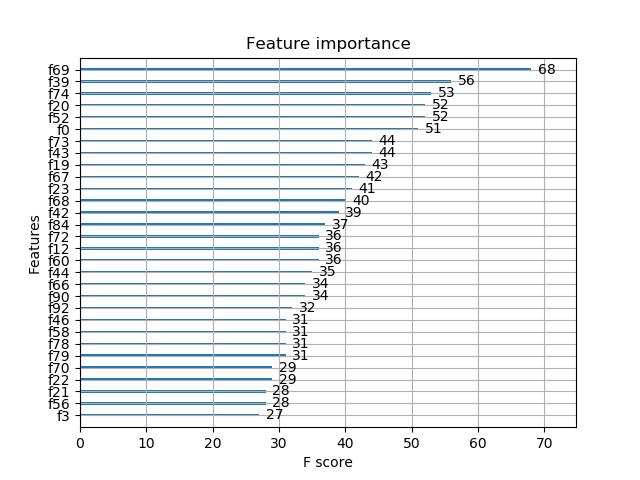 Feature importance
f69 68
f39 56
f74 53
f20 52
f52 52
f0 51
f73 44
f43 44
f19 43
f67 42
f23 41
f68 40
f42 39
f84 37
f72 36
f12 36
f60 36
f44 35
f66 34
f90 34
f92 32
f46 31
f58 31
f78 31
f79 31
f70 29
f22 29
f21 28
f56 28
f3 27
Features
0 10 20 30 40 50 60 70
F score